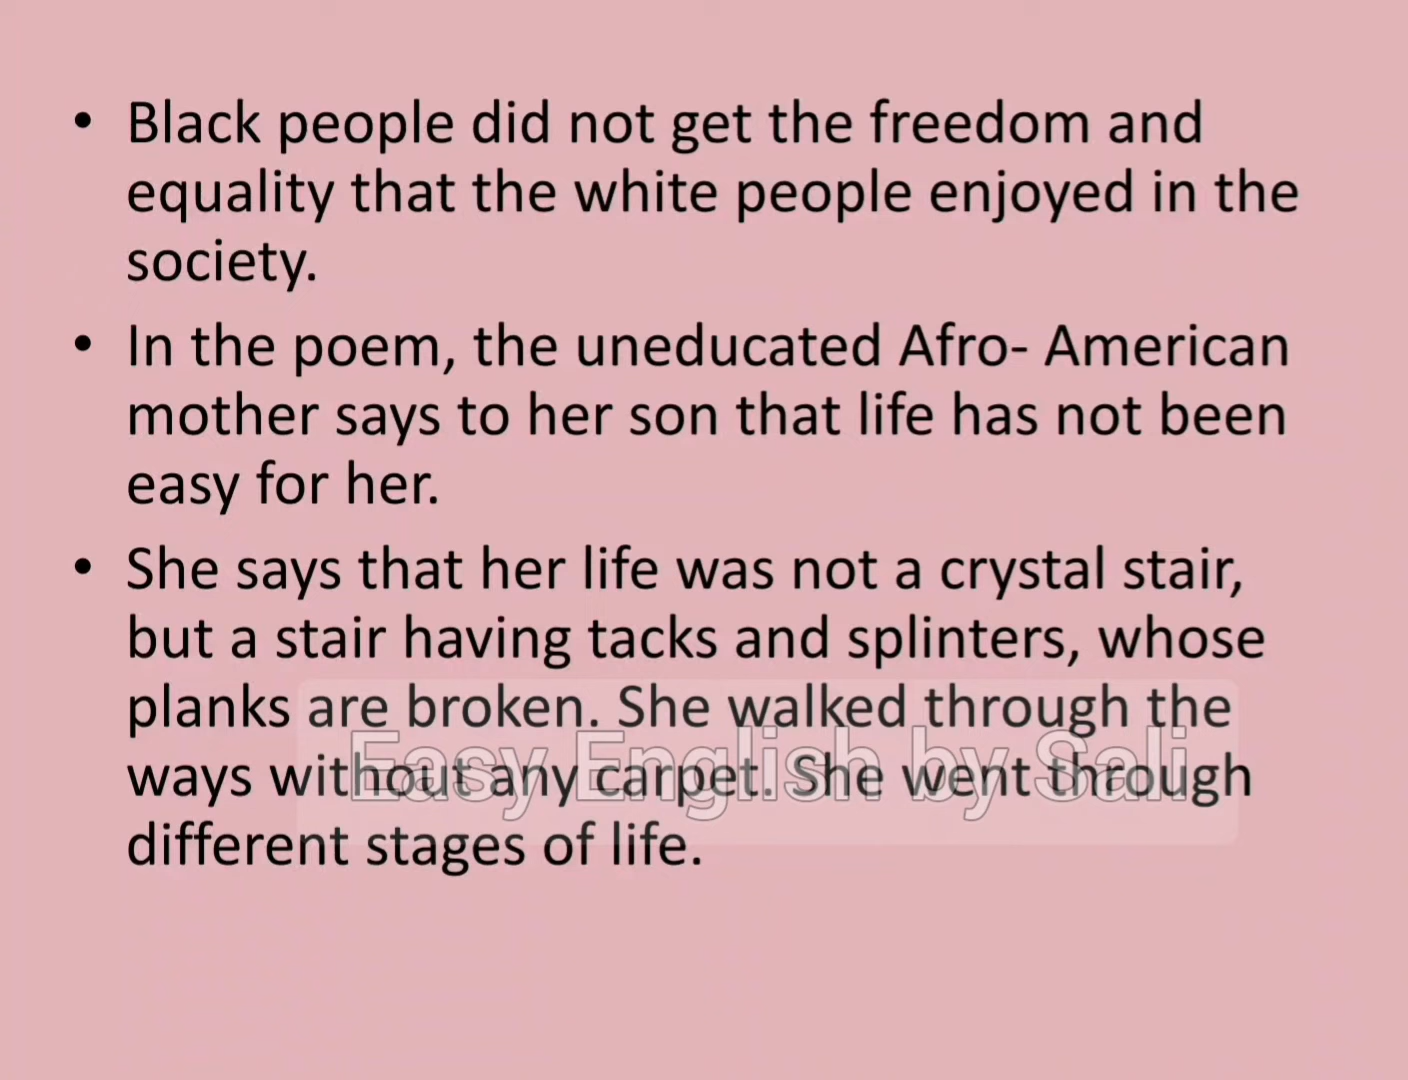 • Black people did not get the freedom and
equality that the white people enjoyed in the
society.
• In the poem, the uneducated Afro- American
mother says to her son that life has not been
easy for her.
• She says that her life was not a crystal stair,
but a stair having tacks and splinters, whose
planks are broken. She walked through the
ways without any carpet. She went through
different stages of life.
Easy English by Sali